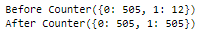 Before Counter({0: 505, 1: 12})
After Counter({0: 505, 1: 505})